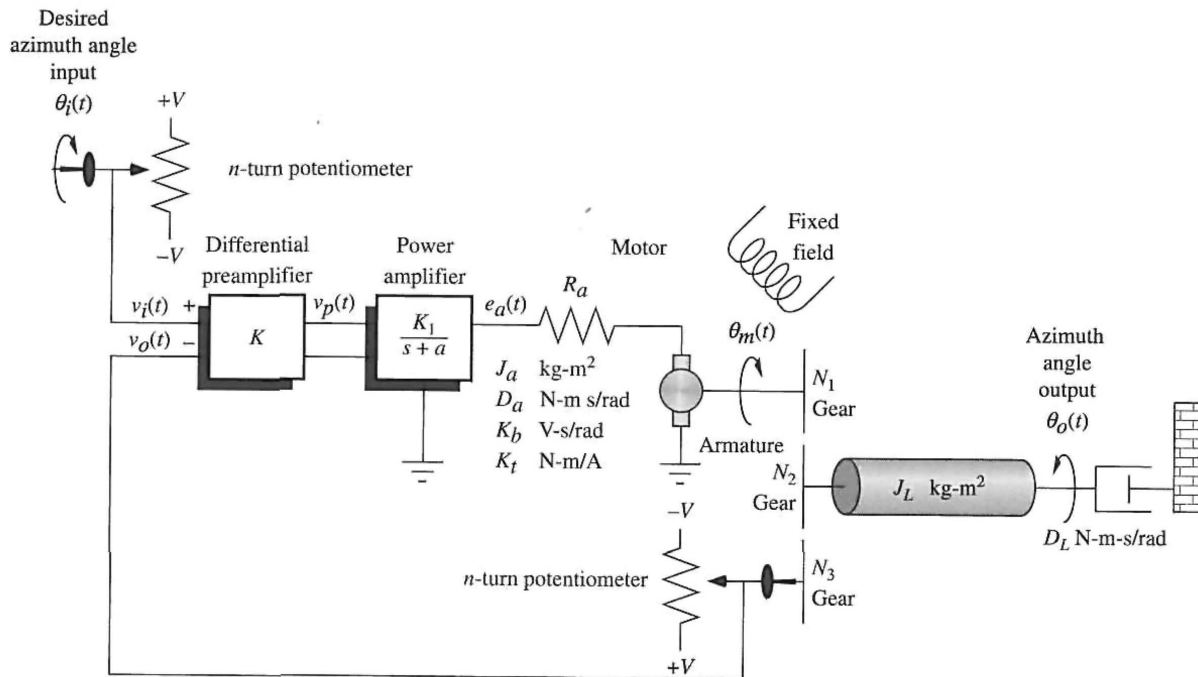 Desired
azimuth angle
input
θi(t)
+V
n-turn potentiometer
−V
Differential
preamplifier
Power
amplifier
Motor
Fixed
field
vi(t) +
vo(t) −
K
vp(t)
K1
s + a
ea(t)
Ra
θm(t)
Ja kg-m²
Da N-m s/rad
Kb V-s/rad
Kt N-m/A
Armature
N1
Gear
N2
Gear
Azimuth
angle
output
θo(t)
JL kg-m²
DL N-m-s/rad
−V
n-turn potentiometer
+V
N3
Gear